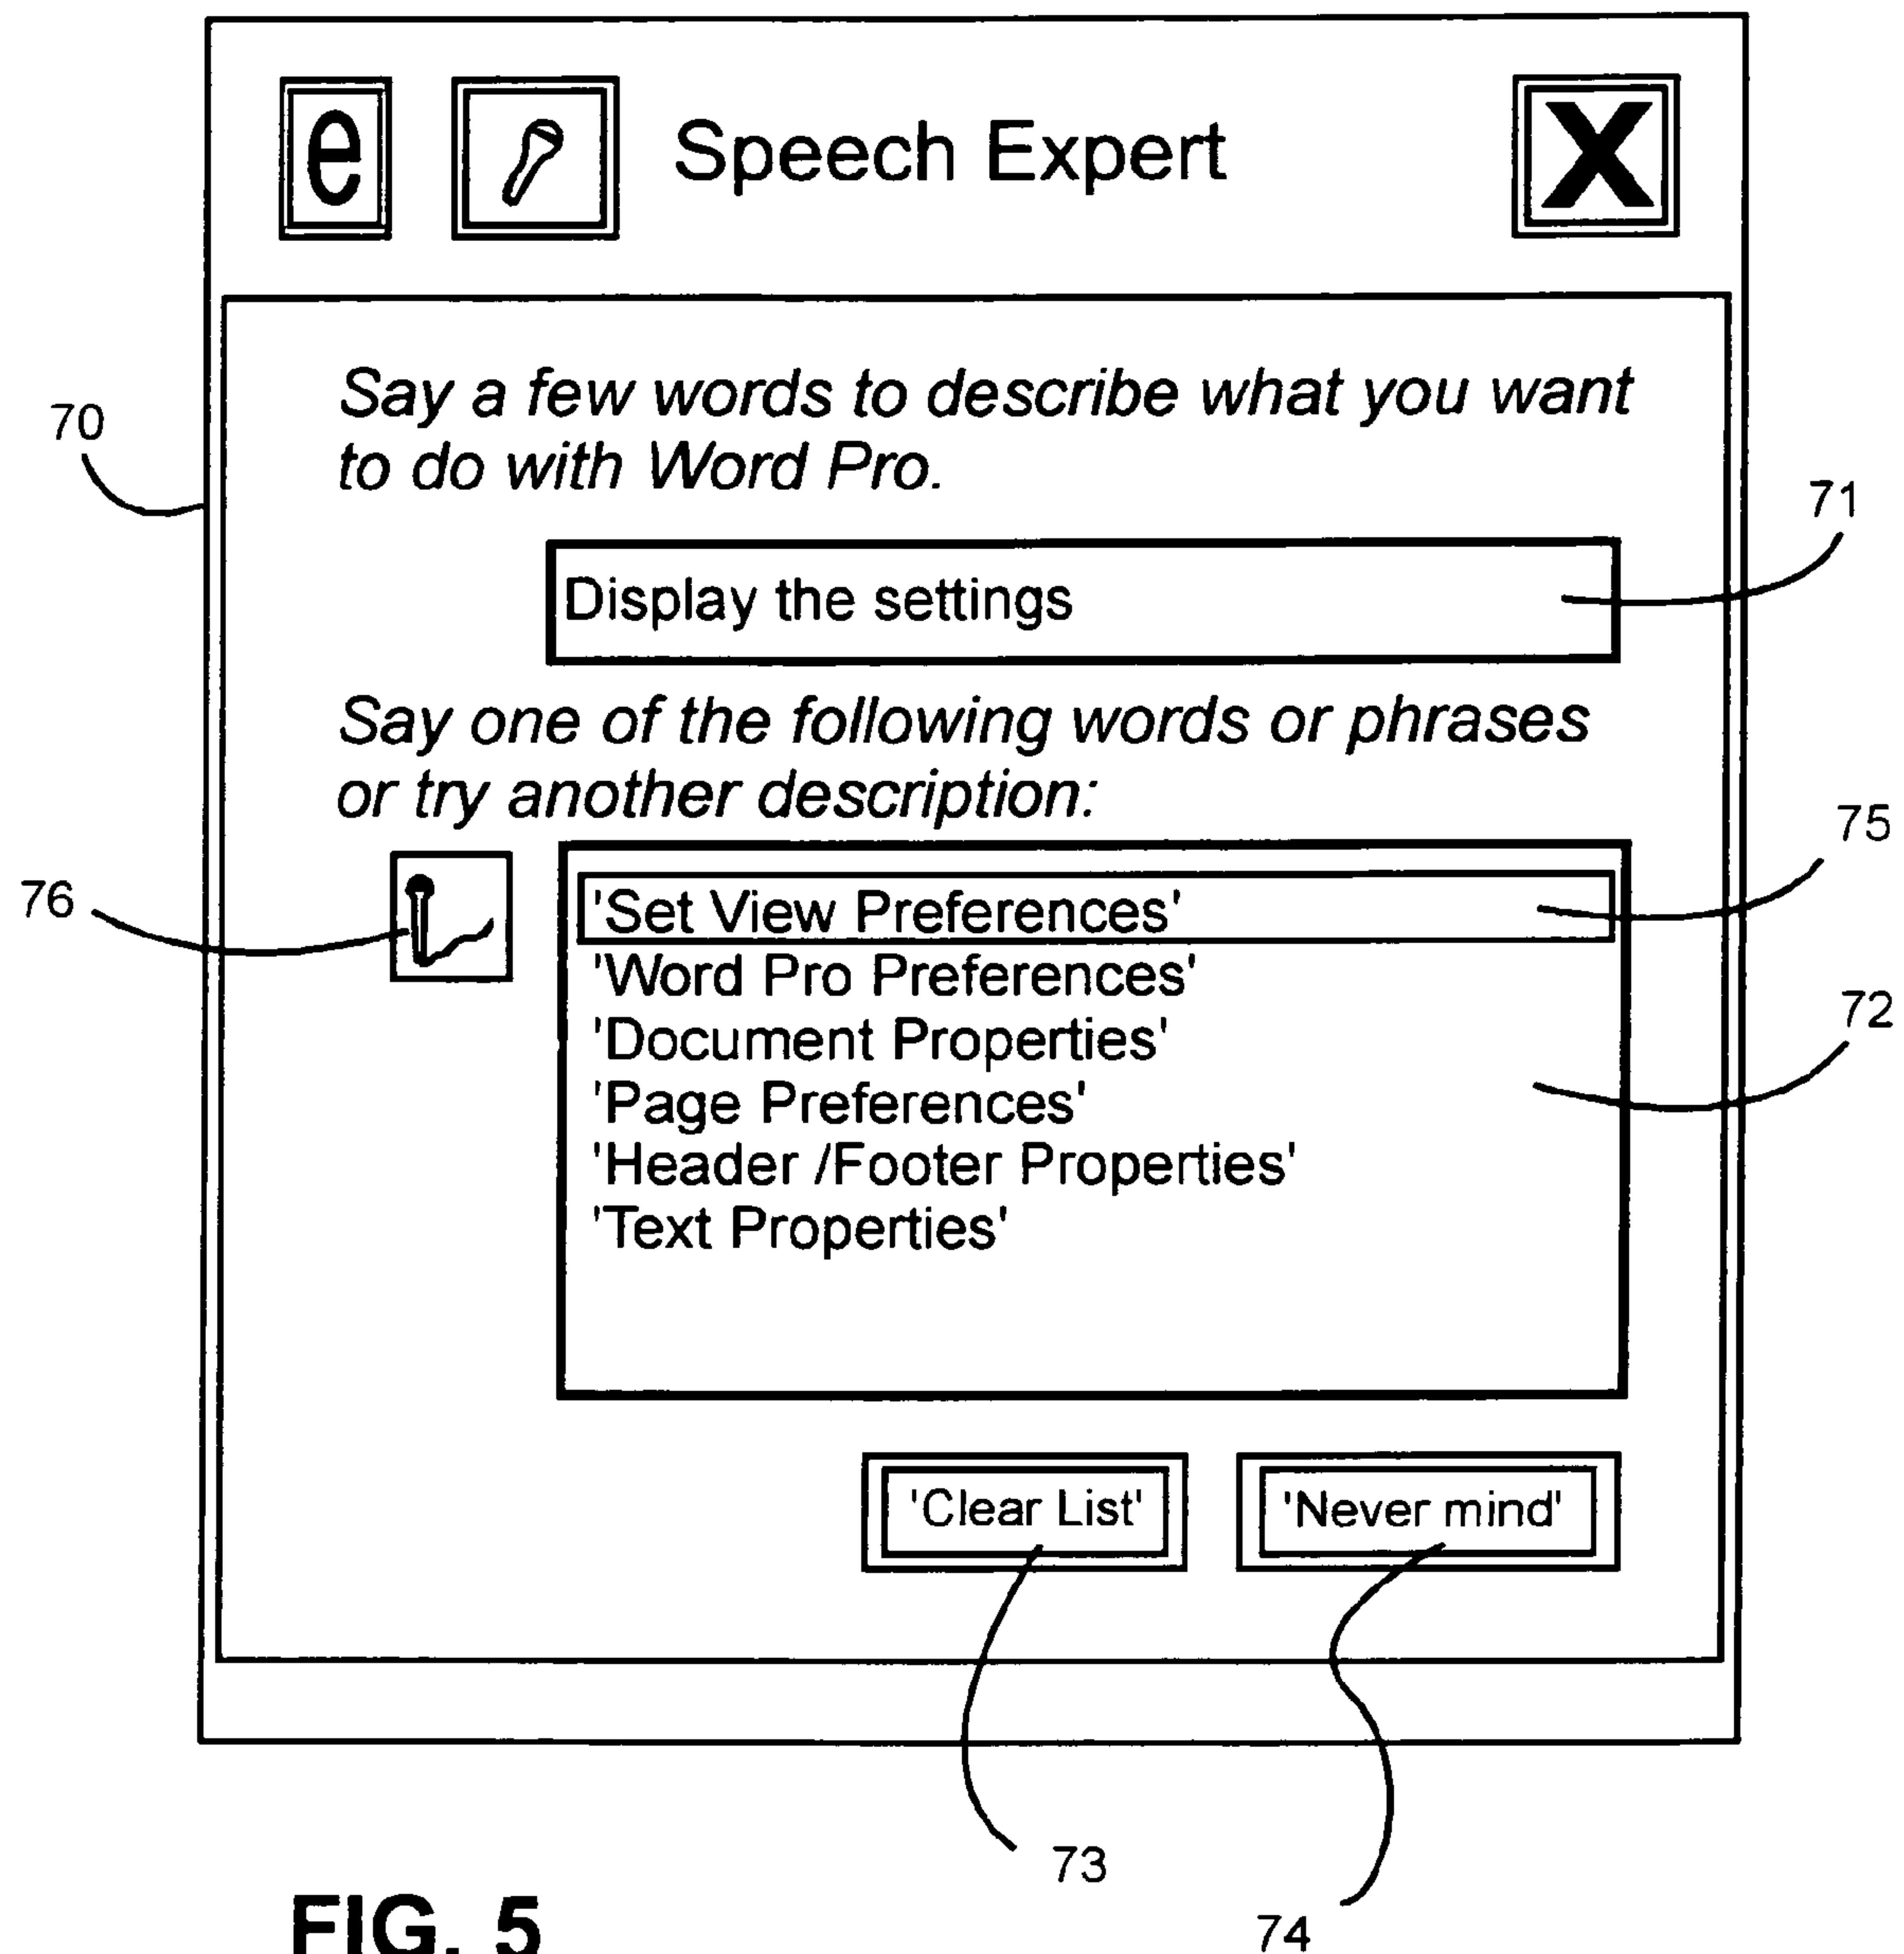 e Speech Expert X
Say a few words to describe what you want
to do with Word Pro.
70
71
Display the settings
Say one of the following words or phrases
or try another description:
75
76
'Set View Preferences'
'Word Pro Preferences'
72
'Document Properties'
'Page Preferences'
'Header /Footer Properties'
'Text Properties'
'Clear List' 'Never mind'
73
74
FIG. 5